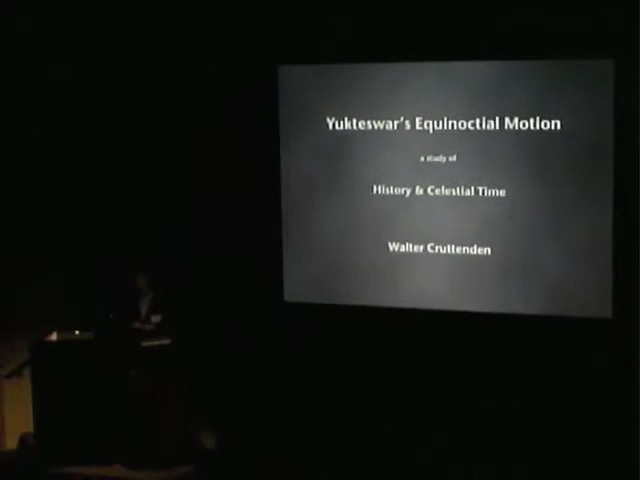 Yukteswar's Equinoctial Motion
a study of
History & Celestial Time
Walter Cruttenden